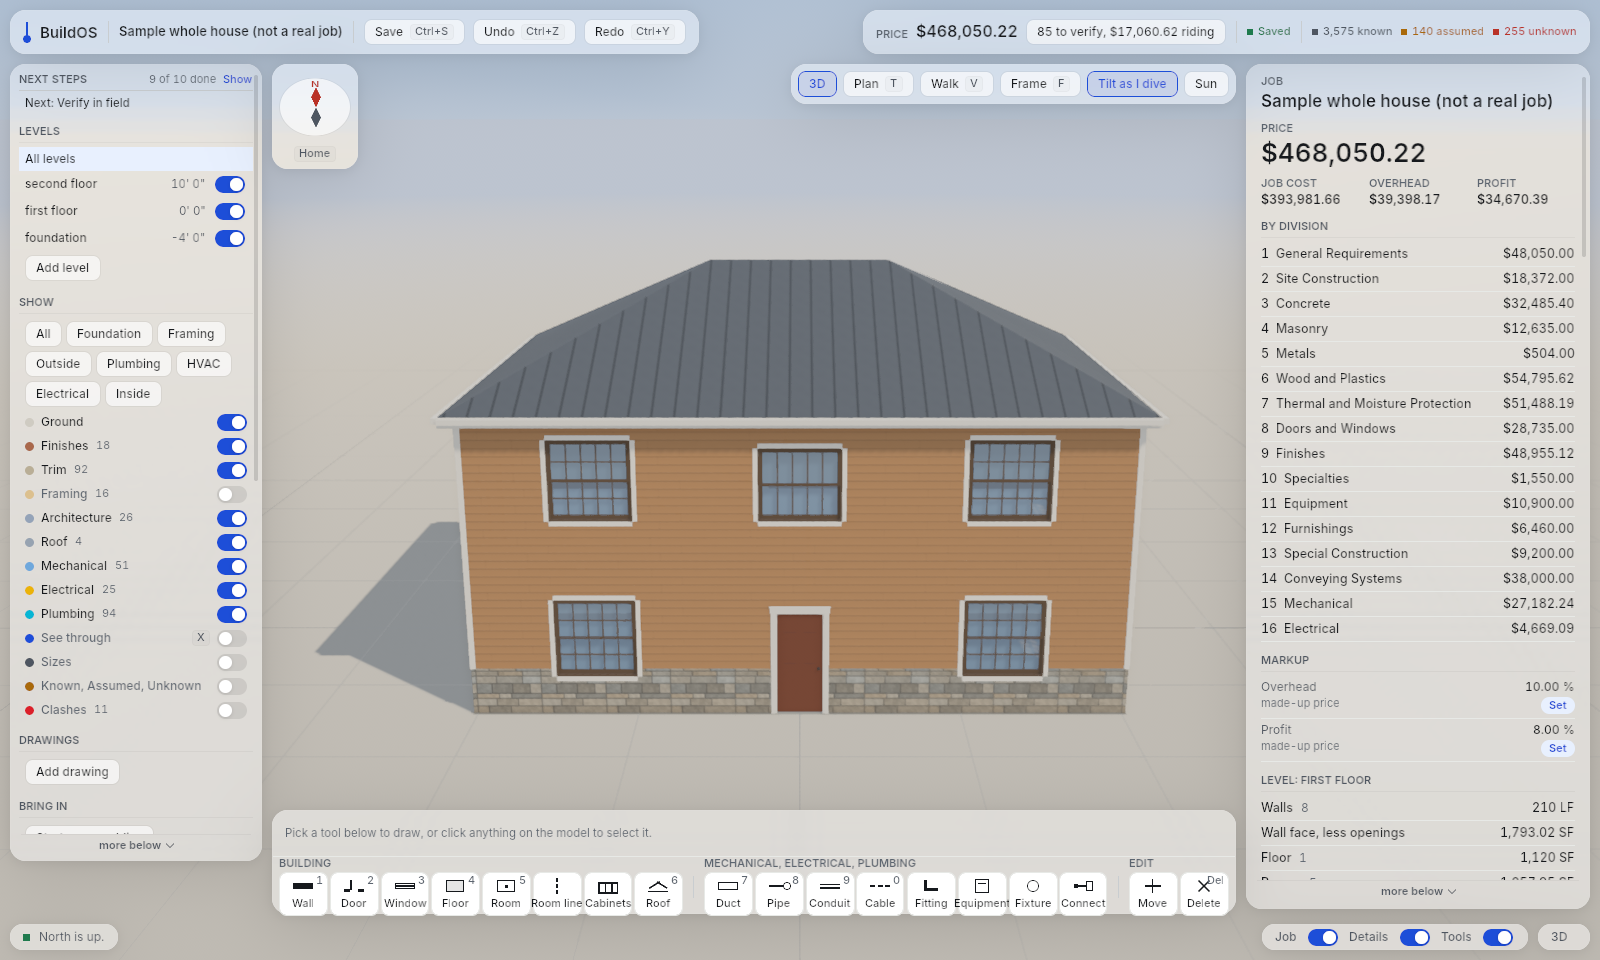 BuildOS
Sample whole house (not a real job)
Save Ctrl+S
Undo Ctrl+Z
Redo Ctrl+Y
PRICE $468,050.22
85 to verify, $17,060.62 riding
Saved
3,575 known
140 assumed
255 unknown
NEXT STEPS 9 of 10 done Show
Next: Verify in field
LEVELS
All levels
second floor 10' 0"
first floor 0' 0"
foundation -4' 0"
Add level
SHOW
All Foundation Framing
Outside Plumbing HVAC
Electrical Inside
Ground
Finishes 18
Trim 92
Framing 16
Architecture 26
Roof 4
Mechanical 51
Electrical 25
Plumbing 94
See through X
Sizes
Known, Assumed, Unknown
Clashes 11
DRAWINGS
Add drawing
BRING IN
more below
North is up.
N
Home
3D
Plan T
Walk V
Frame F
Tilt as I dive
Sun
Pick a tool below to draw, or click anything on the model to select it.
BUILDING
Wall 1
Door 2
Window 3
Floor 4
Room 5
Room line
Cabinets
Roof 6
MECHANICAL, ELECTRICAL, PLUMBING
Duct 7
Pipe 8
Conduit 9
Cable 0
Fitting
Equipment
Fixture
Connect
EDIT
Move
Delete Del
JOB
Sample whole house (not a real job)
PRICE
$468,050.22
JOB COST OVERHEAD PROFIT
$393,981.66 $39,398.17 $34,670.39
BY DIVISION
1 General Requirements $48,050.00
2 Site Construction $18,372.00
3 Concrete $32,485.40
4 Masonry $12,635.00
5 Metals $504.00
6 Wood and Plastics $54,795.62
7 Thermal and Moisture Protection $51,488.19
8 Doors and Windows $28,735.00
9 Finishes $48,955.12
10 Specialties $1,550.00
11 Equipment $10,900.00
12 Furnishings $6,460.00
13 Special Construction $9,200.00
14 Conveying Systems $38,000.00
15 Mechanical $27,182.24
16 Electrical $4,669.09
MARKUP
Overhead 10.00 %
made-up price Set
Profit 8.00 %
made-up price Set
LEVEL: FIRST FLOOR
Walls 8 210 LF
Wall face, less openings 1,793.02 SF
Floor 1 1,120 SF
more below
Job Details Tools 3D